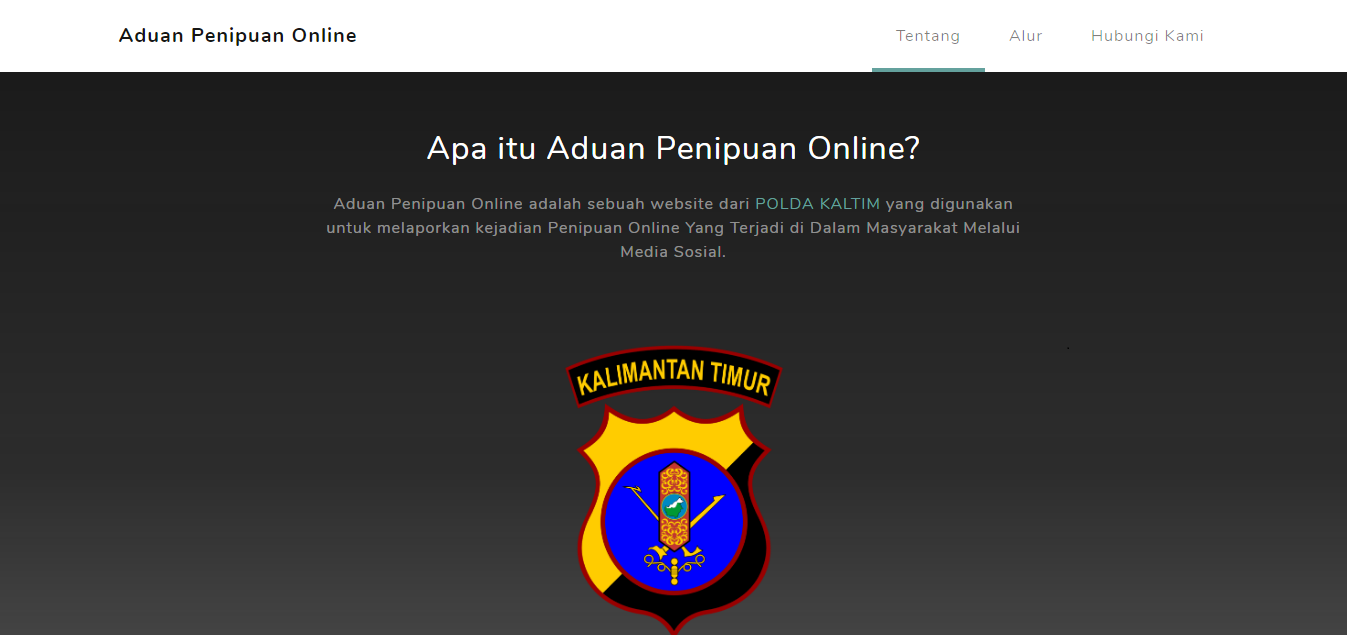 Aduan Penipuan Online
Tentang
Alur
Hubungi Kami
Apa itu Aduan Penipuan Online?
Aduan Penipuan Online adalah sebuah website dari POLDA KALTIM yang digunakan
untuk melaporkan kejadian Penipuan Online Yang Terjadi di Dalam Masyarakat Melalui
Media Sosial.
KALIMANTAN TIMUR